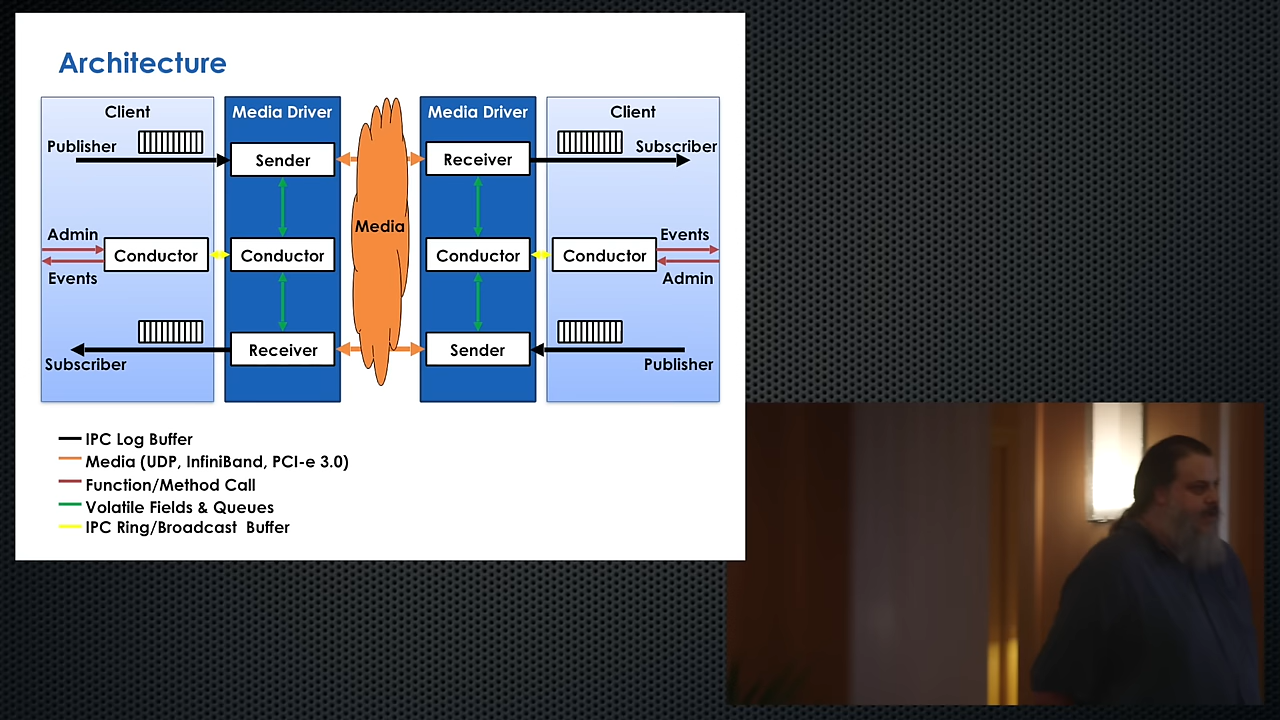 Architecture
Client
Media Driver
Media Driver
Client
Publisher
Sender
Receiver
Subscriber
Media
Admin
Conductor
Conductor
Conductor
Conductor
Events
Events
Admin
Subscriber
Receiver
Sender
Publisher
IPC Log Buffer
Media (UDP, InfiniBand, PCI-e 3.0)
Function/Method Call
Volatile Fields & Queues
IPC Ring/Broadcast Buffer